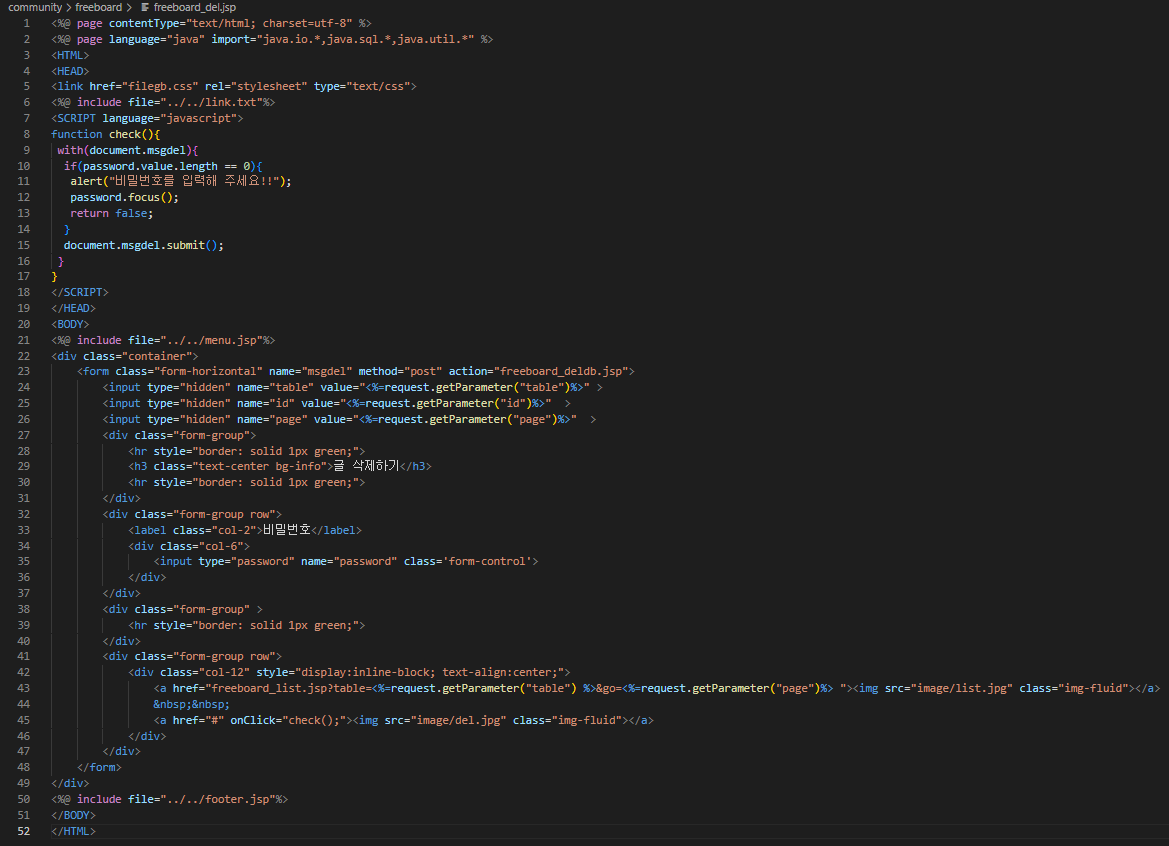 community > freeboard > freeboard_del.jsp
1 <%@ page contentType="text/html; charset=utf-8" %>
2 <%@ page language="java" import="java.io.*,java.sql.*,java.util.*" %>
3 <HTML>
4 <HEAD>
5 <link href="filegb.css" rel="stylesheet" type="text/css">
6 <%@ include file="../../link.txt"%>
7 <SCRIPT language="javascript">
8 function check(){
9 with(document.msgdel){
10 if(password.value.length == 0){
11 alert("비밀번호를 입력해 주세요!!");
12 password.focus();
13 return false;
14 }
15 document.msgdel.submit();
16 }
17 }
18 </SCRIPT>
19 </HEAD>
20 <BODY>
21 <%@ include file="../../menu.jsp"%>
22 <div class="container">
23 <form class="form-horizontal" name="msgdel" method="post" action="freeboard_deldb.jsp">
24 <input type="hidden" name="table" value="<%=request.getParameter("table")%>" >
25 <input type="hidden" name="id" value="<%=request.getParameter("id")%>"  >
26 <input type="hidden" name="page" value="<%=request.getParameter("page")%>"  >
27 <div class="form-group">
28 <hr style="border: solid 1px green;">
29 <h3 class="text-center bg-info">글 삭제하기</h3>
30 <hr style="border: solid 1px green;">
31 </div>
32 <div class="form-group row">
33 <label class="col-2">비밀번호</label>
34 <div class="col-6">
35 <input type="password" name="password" class='form-control'>
36 </div>
37 </div>
38 <div class="form-group" >
39 <hr style="border: solid 1px green;">
40 </div>
41 <div class="form-group row">
42 <div class="col-12" style="display:inline-block; text-align:center;">
43 <a href="freeboard_list.jsp?table=<%=request.getParameter("table") %>&go=<%=request.getParameter("page")%> "><img src="image/list.jpg" class="img-fluid"></a>
44 &nbsp;&nbsp;
45 <a href="#" onClick="check();"><img src="image/del.jpg" class="img-fluid"></a>
46 </div>
47 </div>
48 </form>
49 </div>
50 <%@ include file="../../footer.jsp"%>
51 </BODY>
52 </HTML>